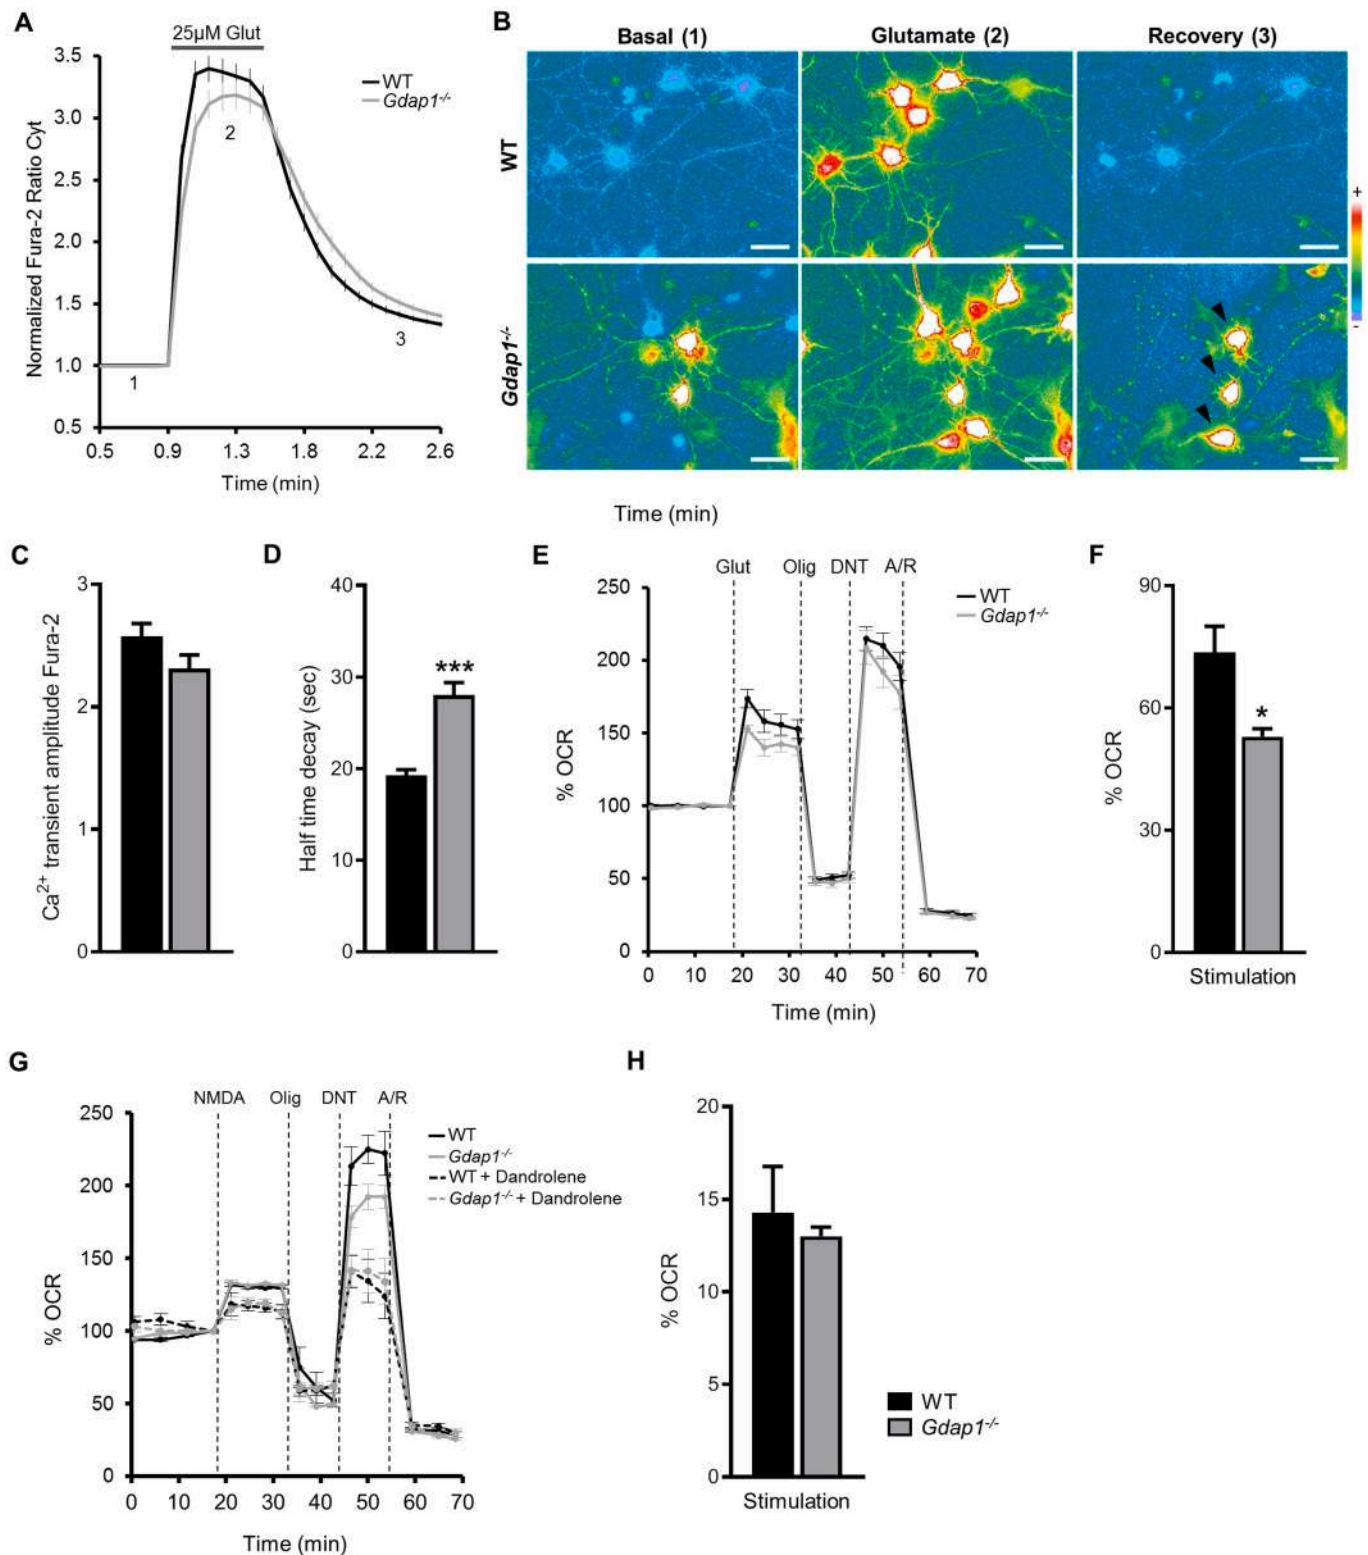 A
25µM Glut
Normalized Fura-2 Ratio Cyt
3.5
3.0
2.5
2.0
1.5
1.0
0.5
0.5
0.9
1.3
1.8
2.2
2.6
Time (min)
WT
Gdap1-/-
1
2
3
B
Basal (1)
Glutamate (2)
Recovery (3)
WT
Gdap1-/-
+
-
Time (min)
C
Ca2+ transient amplitude Fura-2
3
2
1
0
D
Half time decay (sec)
40
30
20
10
0
***
E
Glut
Olig
DNT
A/R
WT
Gdap1-/-
% OCR
250
200
150
100
50
0
0
10
20
30
40
50
60
70
Time (min)
F
% OCR
90
60
30
0
*
Stimulation
G
NMDA
Olig
DNT
A/R
WT
Gdap1-/-
WT + Dandrolene
Gdap1-/- + Dandrolene
% OCR
250
200
150
100
50
0
0
10
20
30
40
50
60
70
Time (min)
H
% OCR
20
15
10
5
0
Stimulation
WT
Gdap1-/-